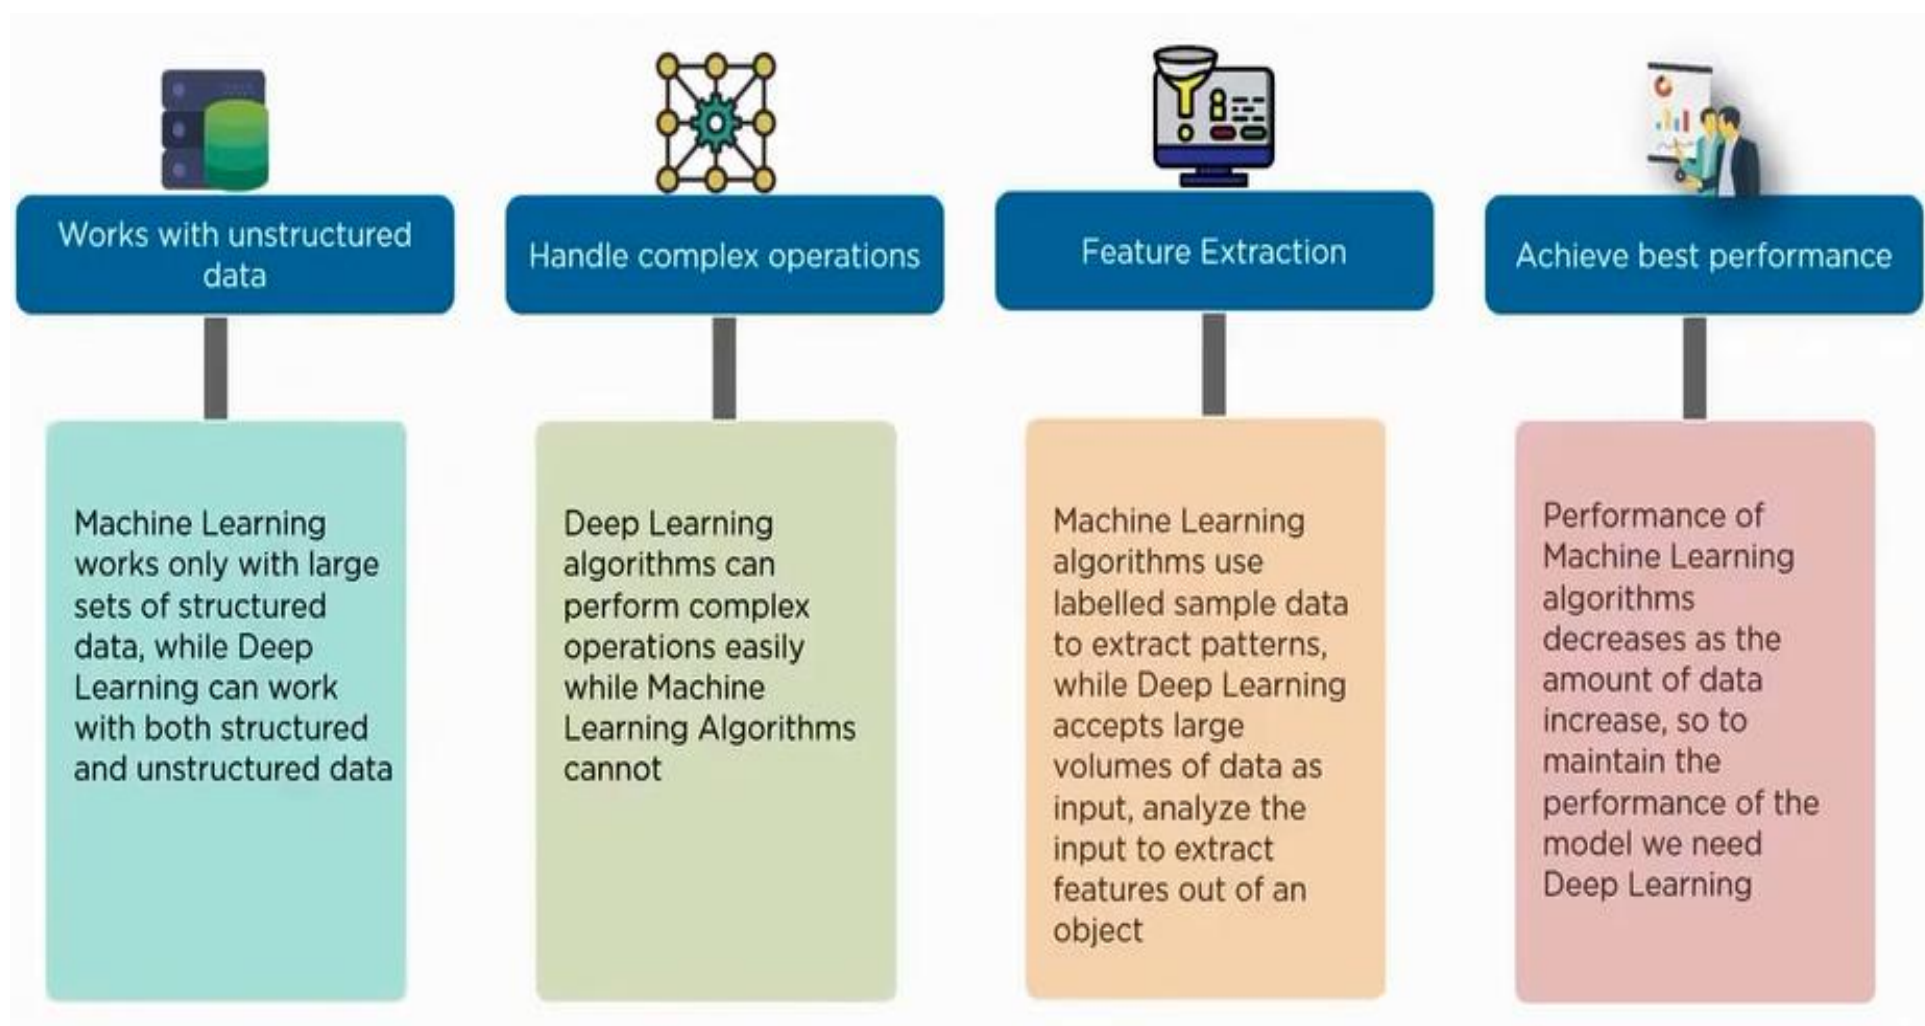 Works with unstructured
data
Machine Learning
works only with large
sets of structured
data, while Deep
Learning can work
with both structured
and unstructured data
Handle complex operations
Deep Learning
algorithms can
perform complex
operations easily
while Machine
Learning Algorithms
cannot
Feature Extraction
Machine Learning
algorithms use
labelled sample data
to extract patterns,
while Deep Learning
accepts large
volumes of data as
input, analyze the
input to extract
features out of an
object
Achieve best performance
Performance of
Machine Learning
algorithms
decreases as the
amount of data
increase, so to
maintain the
performance of the
model we need
Deep Learning